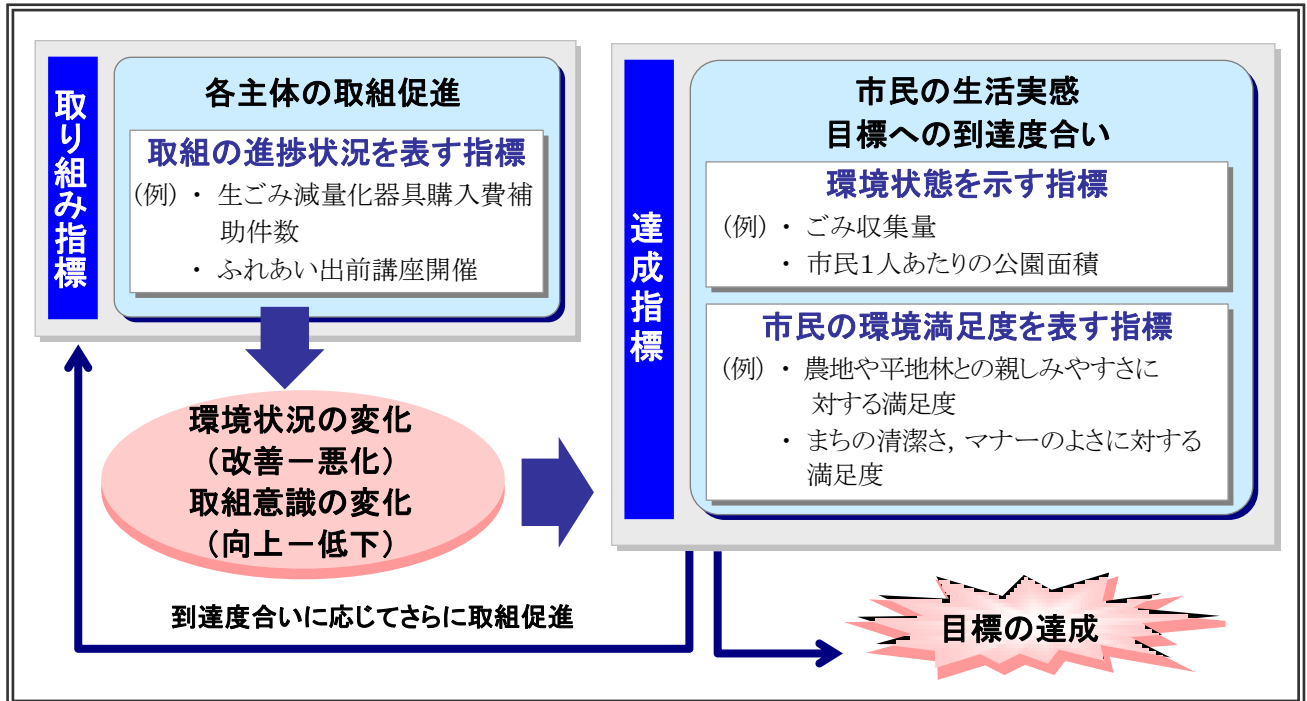 取り組み指標
各主体の取組促進
取組の進捗状況を表す指標
(例) ・ 生ごみ減量化器具購入費補
助件数
・ ふれあい出前講座開催
環境状況の変化
（改善－悪化）
取組意識の変化
（向上－低下）
達成指標
市民の生活実感
目標への到達度合い
環境状態を示す指標
(例) ・ ごみ収集量
・ 市民１人あたりの公園面積
市民の環境満足度を表す指標
(例) ・ 農地や平地林との親しみやすさに
対する満足度
・ まちの清潔さ, マナーのよさに対する
満足度
到達度合いに応じてさらに取組促進
目標の達成